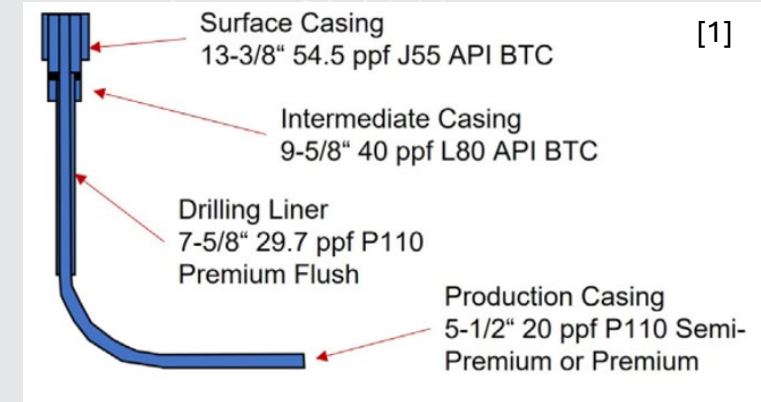 Surface Casing
13-3/8“ 54.5 ppf J55 API BTC
[1]
Intermediate Casing
9-5/8“ 40 ppf L80 API BTC
Drilling Liner
7-5/8“ 29.7 ppf P110
Premium Flush
Production Casing
5-1/2“ 20 ppf P110 Semi-
Premium or Premium